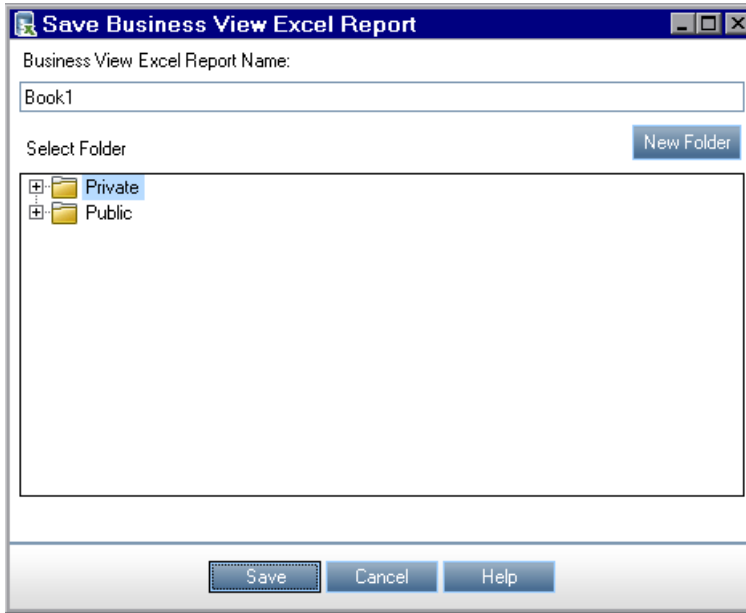 Save Business View Excel Report
Business View Excel Report Name:
Book1
Select Folder
New Folder
Private
Public
Save Cancel Help